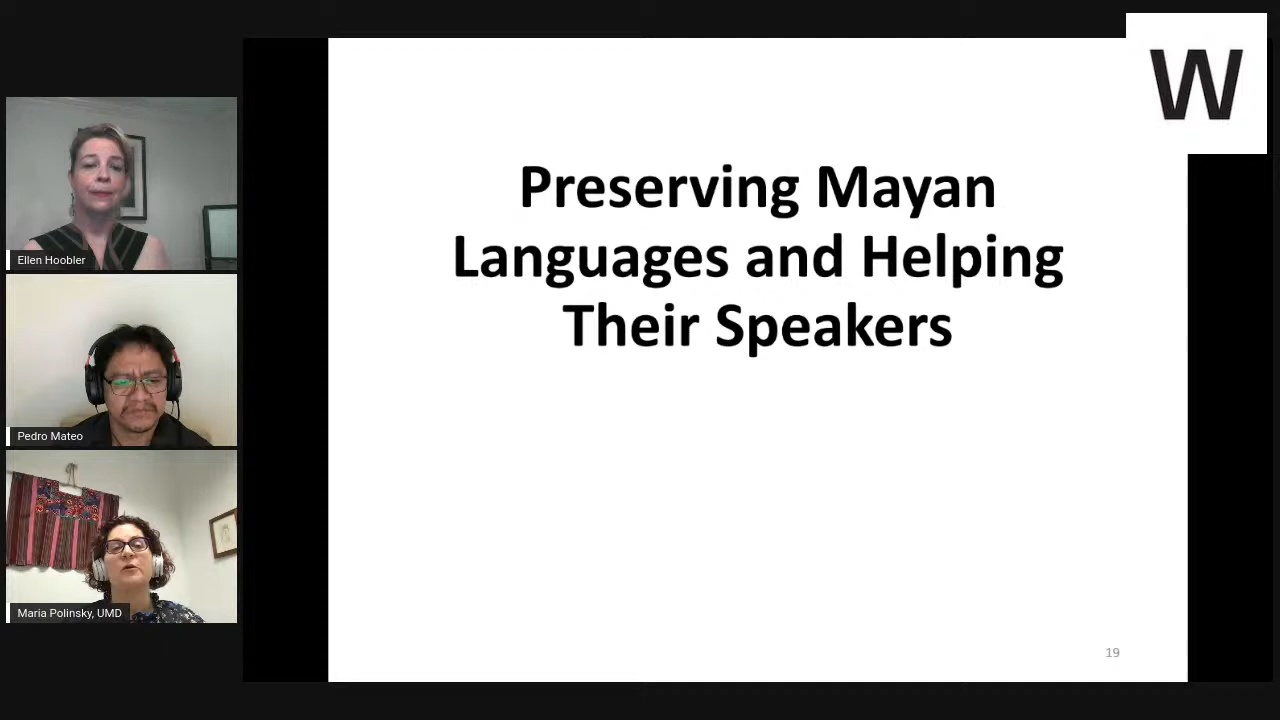 W
Preserving Mayan
Languages and Helping
Their Speakers
Ellen Hoobler
Pedro Mateo
Maria Polinsky, UMD
19